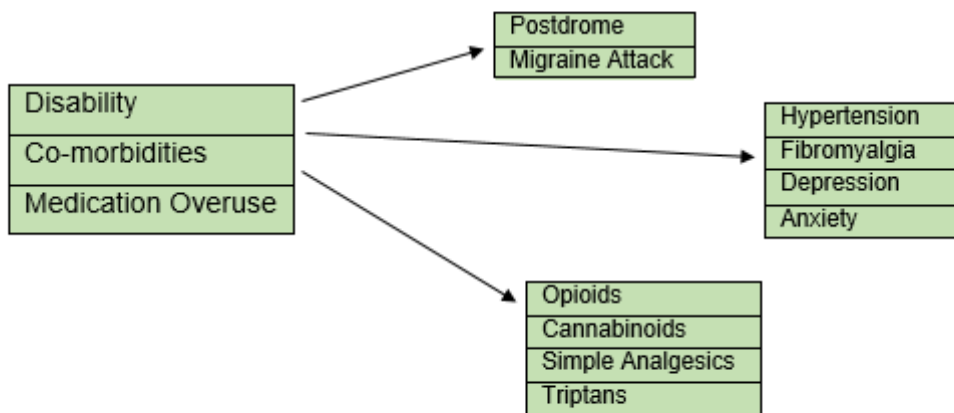 Postdrome
Migraine Attack
Disability
Co-morbidities
Medication Overuse
Hypertension
Fibromyalgia
Depression
Anxiety
Opioids
Cannabinoids
Simple Analgesics
Triptans